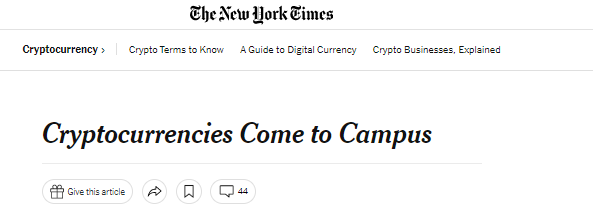 The New York Times
Cryptocurrency › Crypto Terms to Know A Guide to Digital Currency Crypto Businesses, Explained
Cryptocurrencies Come to Campus
Give this article 44